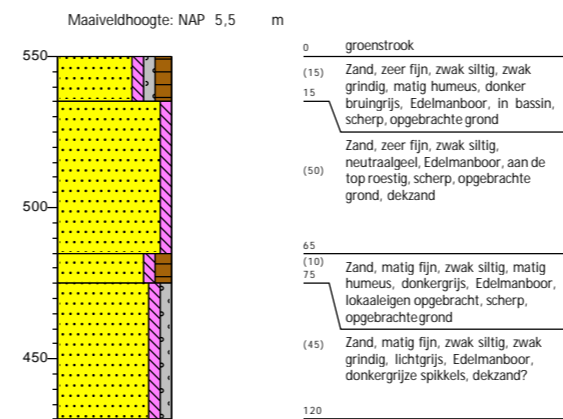 Maaiveldhoogte: NAP 5,5 m
550
500
450
0 groenstrook
(15) Zand, zeer fijn, zwak siltig, zwak
grindig, matig humeus, donker
15 bruingrijs, Edelmanboor, in bassin,
scherp, opgebrachte grond
Zand, zeer fijn, zwak siltig,
neutraalgeel, Edelmanboor, aan de
(50) top roestig, scherp, opgebrachte
grond, dekzand
65
(10) Zand, matig fijn, zwak siltig, matig
75 humeus, donkergrijs, Edelmanboor,
lokaaleigen opgebracht, scherp,
opgebrachte grond
(45) Zand, matig fijn, zwak siltig, zwak
grindig, lichtgrijs, Edelmanboor,
donkergrijze spikkels, dekzand?
120